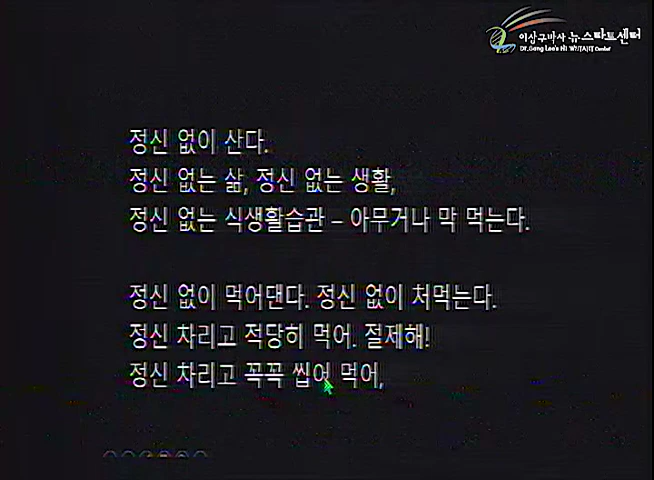 이상구박사 뉴스타트센터
정신 없이 산다.
정신 없는 삶, 정신 없는 생활,
정신 없는 식생활습관 – 아무거나 막 먹는다.
정신 없이 먹어댄다. 정신 없이 처먹는다.
정신 차리고 적당히 먹어. 절제해!
정신 차리고 꼭꼭 씹어 먹어,